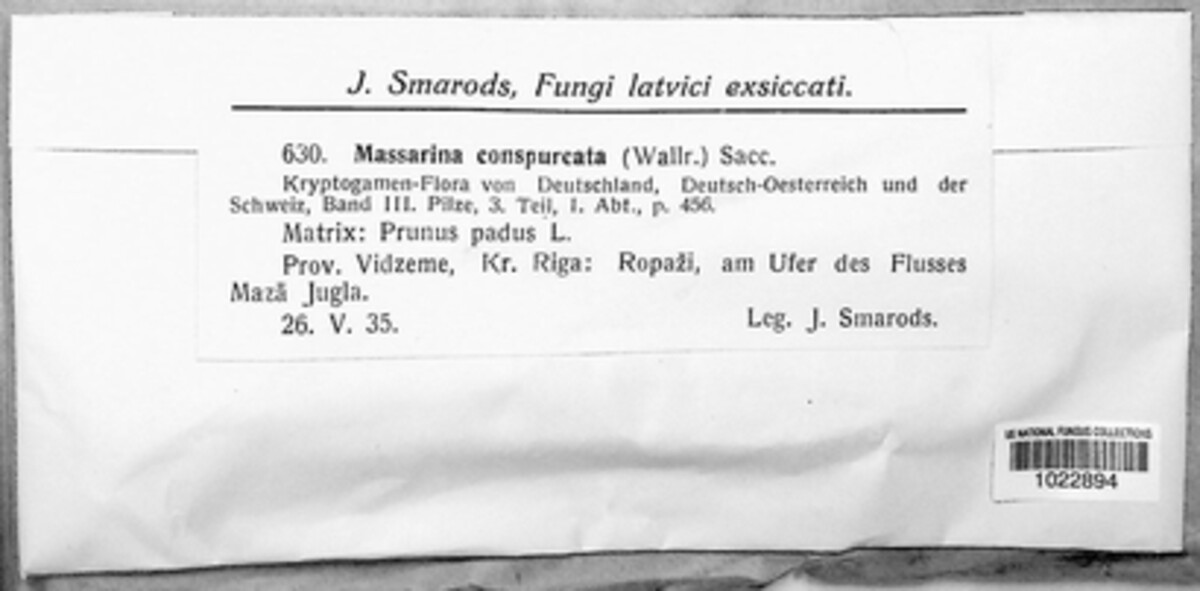 J. Smarods, Fungi latvici exsiccati.
630. Massarina conspurcata (Wallr.) Sacc.
Kryptogamen-Flora von Deutschland, Deutsch-Oesterreich und der
Schweiz, Band III. Pilze, 3. Teil, I. Abt., p. 456.
Matrix: Prunus padus L.
Prov. Vidzeme, Kr. Riga: Ropaži, am Ufer des Flusses
Mazā Jugla.
26. V. 35. Leg. J. Smarods.
US NATIONAL FUNGUS COLLECTIONS
1022894